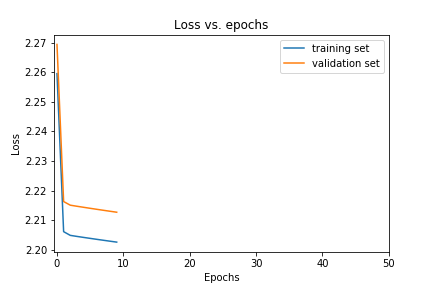 Loss vs. epochs
training set
validation set
2.27
2.26
2.25
2.24
2.23
2.22
2.21
2.20
Loss
0 10 20 30 40 50
Epochs